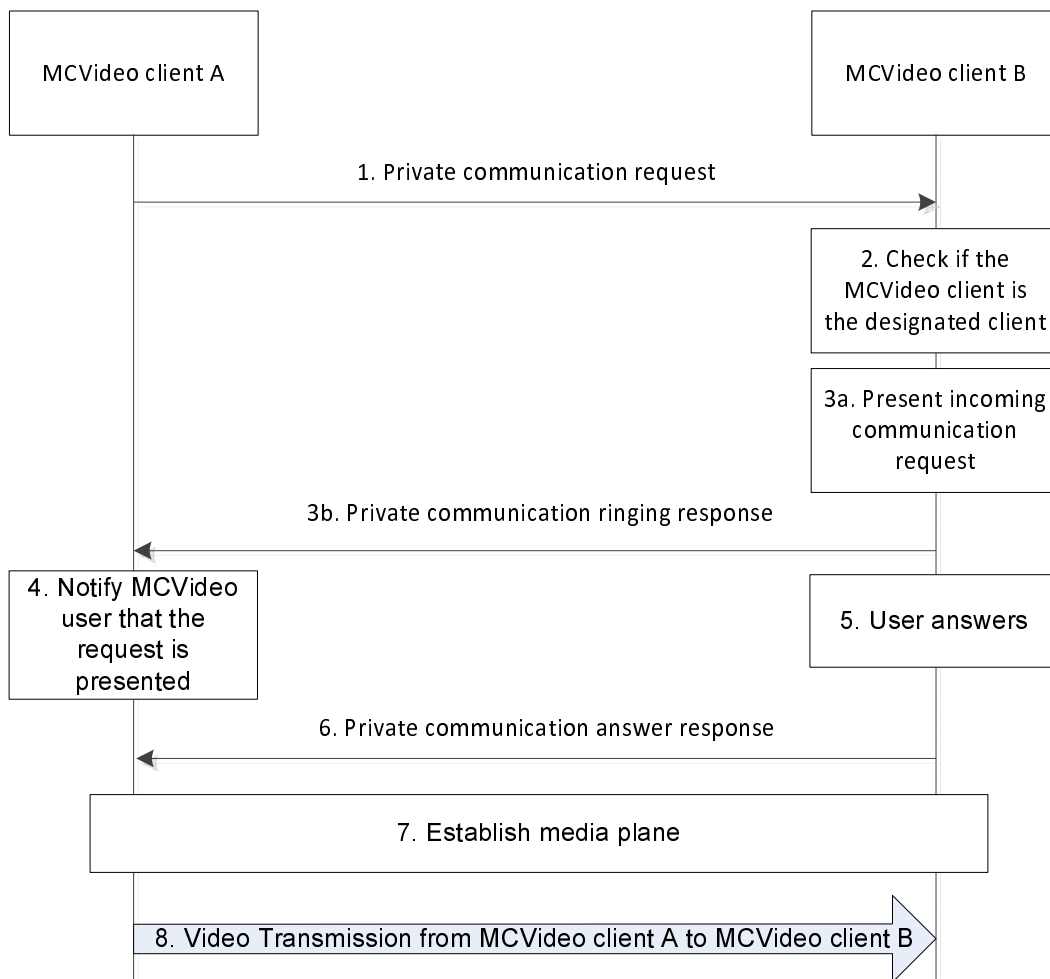 MCVideo client A
MCVideo client B
1. Private communication request
2. Check if the
MCVideo client is
the designated client
3a. Present incoming
communication
request
3b. Private communication ringing response
4. Notify MCVideo
user that the
request is
presented
5. User answers
6. Private communication answer response
7. Establish media plane
8. Video Transmission from MCVideo client A to MCVideo client B